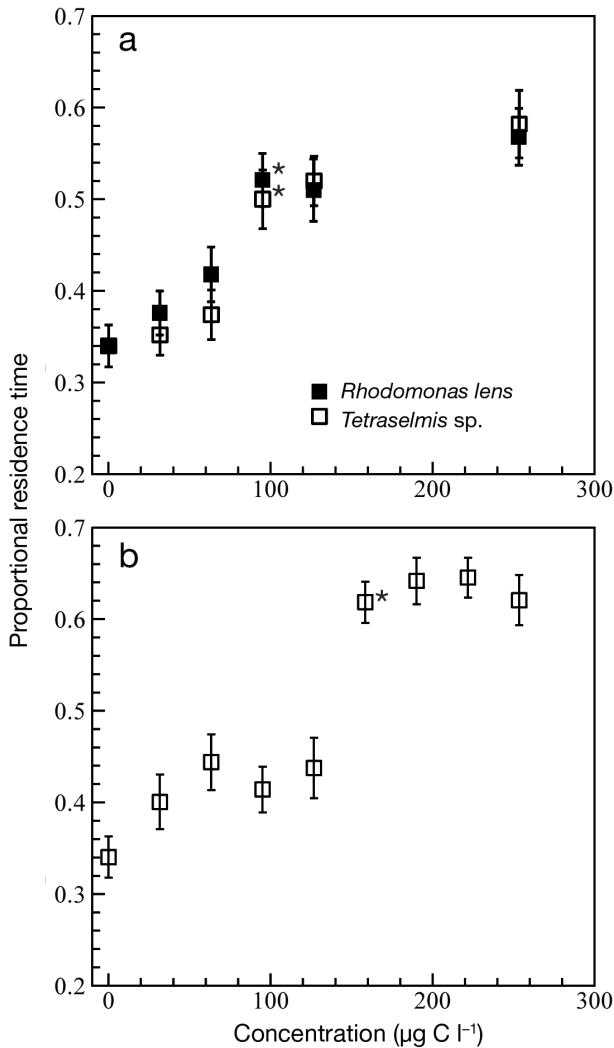 0.7
a
0.6
*
*
0.5
0.4
Rhodomonas lens
Tetraselmis sp.
0.3
0.2
0 100 200 300
Proportional residence time
0.7
b
0.6
*
0.5
0.4
0.3
0.2
0 100 200 300
Concentration (µg C l⁻¹)